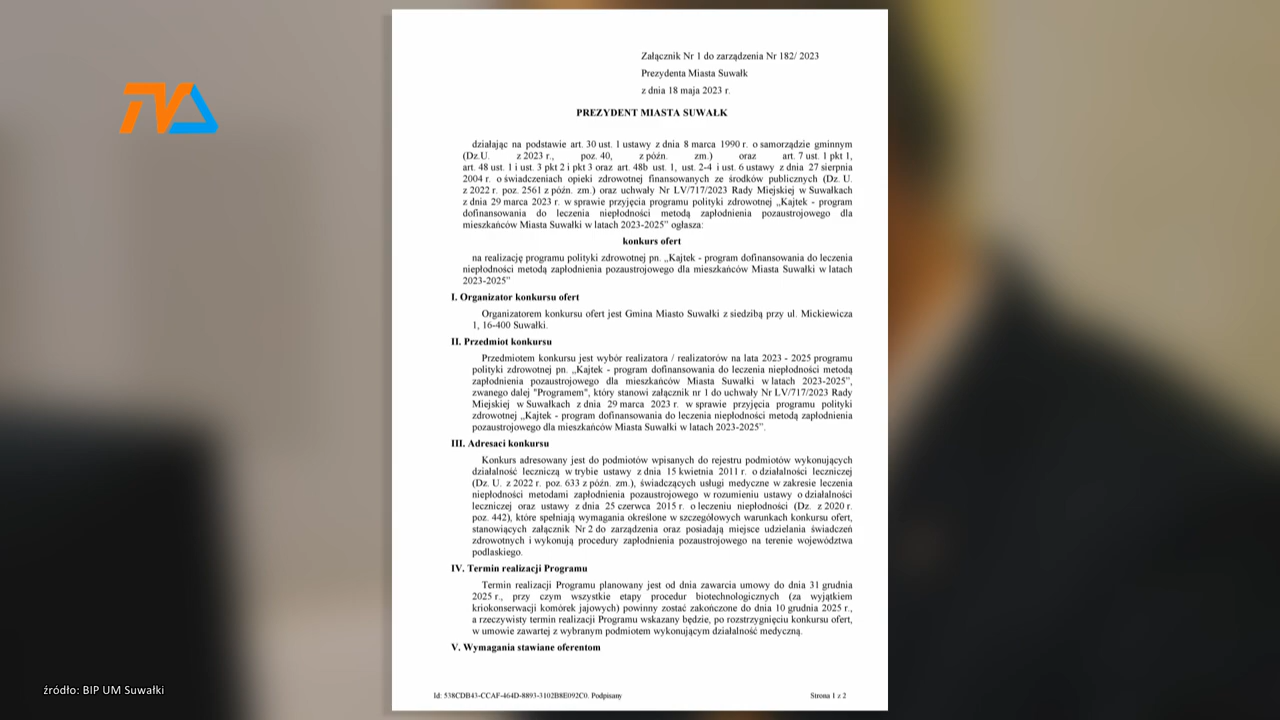 TVA
Załącznik Nr 1 do zarządzenia Nr 182/ 2023
Prezydenta Miasta Suwałk
z dnia 18 maja 2023 r.
PREZYDENT MIASTA SUWAŁK
działając na podstawie art. 30 ust. 1 ustawy z dnia 8 marca 1990 r. o samorządzie gminnym
(Dz.U. z 2023 r., poz. 40, z późn. zm.) oraz art. 7 ust. 1 pkt 1,
art. 48 ust. 1 i ust. 3 pkt 2 i pkt 3 oraz art. 48b ust. 1, ust. 2-4 i ust. 6 ustawy z dnia 27 sierpnia
2004 r. o świadczeniach opieki zdrowotnej finansowanych ze środków publicznych (Dz. U.
z 2022 r. poz. 2561 z późn. zm.) oraz uchwały Nr LV/717/2023 Rady Miejskiej w Suwałkach
z dnia 29 marca 2023 r. w sprawie przyjęcia programu polityki zdrowotnej „Kajtek - program
dofinansowania do leczenia niepłodności metodą zapłodnienia pozaustrojowego dla
mieszkańców Miasta Suwałki w latach 2023-2025” ogłasza:
konkurs ofert
na realizację programu polityki zdrowotnej pn. „Kajtek - program dofinansowania do leczenia
niepłodności metodą zapłodnienia pozaustrojowego dla mieszkańców Miasta Suwałki w latach
2023-2025”
I. Organizator konkursu ofert
Organizatorem konkursu ofert jest Gmina Miasto Suwałki z siedzibą przy ul. Mickiewicza
1, 16-400 Suwałki.
II. Przedmiot konkursu
Przedmiotem konkursu jest wybór realizatora / realizatorów na lata 2023 - 2025 programu
polityki zdrowotnej pn. „Kajtek - program dofinansowania do leczenia niepłodności metodą
zapłodnienia pozaustrojowego dla mieszkańców Miasta Suwałki w latach 2023-2025”,
zwanego dalej "Programem", który stanowi załącznik nr 1 do uchwały Nr LV/717/2023 Rady
Miejskiej w Suwałkach z dnia 29 marca 2023 r. w sprawie przyjęcia programu polityki
zdrowotnej „Kajtek - program dofinansowania do leczenia niepłodności metodą zapłodnienia
pozaustrojowego dla mieszkańców Miasta Suwałki w latach 2023-2025”.
III. Adresaci konkursu
Konkurs adresowany jest do podmiotów wpisanych do rejestru podmiotów wykonujących
działalność leczniczą w trybie ustawy z dnia 15 kwietnia 2011 r. o działalności leczniczej
(Dz. U. z 2022 r. poz. 633 z późn. zm.), świadczących usługi medyczne w zakresie leczenia
niepłodności metodami zapłodnienia pozaustrojowego w rozumieniu ustawy o działalności
leczniczej oraz ustawy z dnia 25 czerwca 2015 r. o leczeniu niepłodności (Dz. z 2020 r.
poz. 442), które spełniają wymagania określone w szczegółowych warunkach konkursu ofert,
stanowiących załącznik Nr 2 do zarządzenia oraz posiadają miejsce udzielania świadczeń
zdrowotnych i wykonują procedury zapłodnienia pozaustrojowego na terenie województwa
podlaskiego.
IV. Termin realizacji Programu
Termin realizacji Programu planowany jest od dnia zawarcia umowy do dnia 31 grudnia
2025 r., przy czym wszystkie etapy procedur biotechnologicznych (za wyjątkiem
kriokonserwacji komórek jajowych) powinny zostać zakończone do dnia 10 grudnia 2025 r.,
a rzeczywisty termin realizacji Programu wskazany będzie, po rozstrzygnięciu konkursu ofert,
w umowie zawartej z wybranym podmiotem wykonującym działalność medyczną.
V. Wymagania stawiane oferentom
Id: 538CDB43-CCAF-464D-8893-3102B8E092C0. Podpisany
Strona 1 z 2
źródło: BIP UM Suwałki